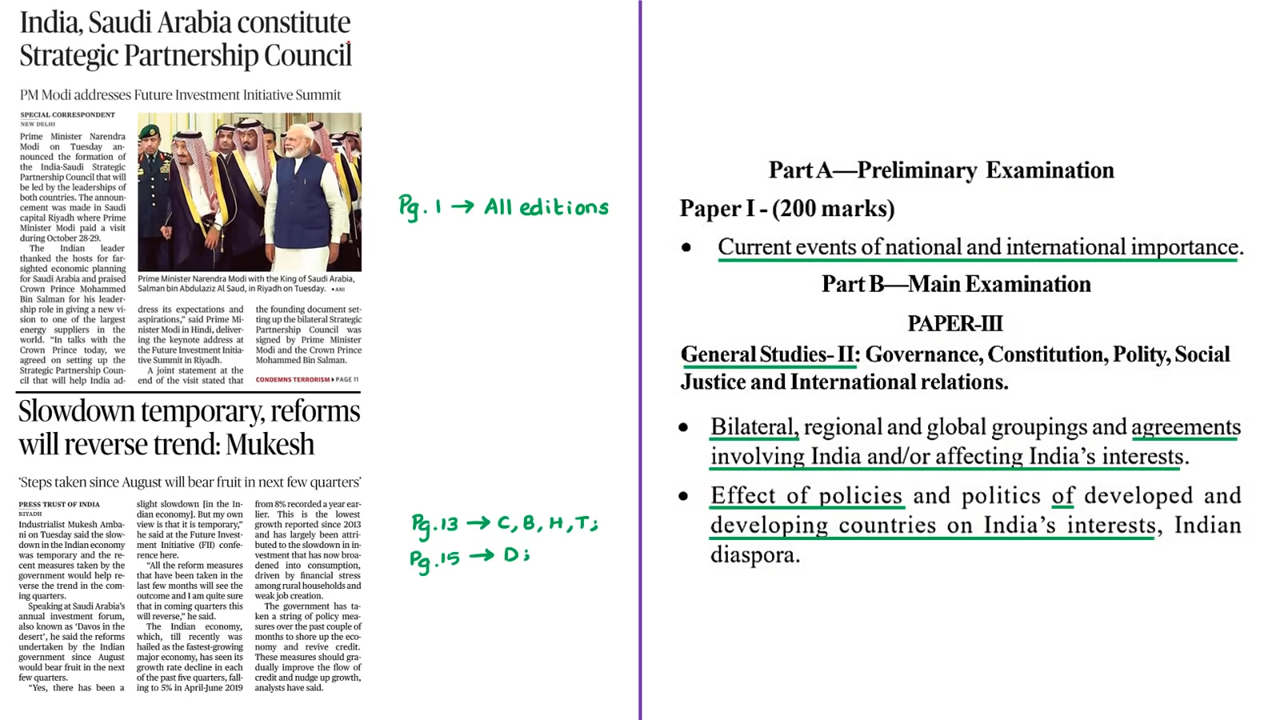 India, Saudi Arabia constitute
Strategic Partnership Council
PM Modi addresses Future Investment Initiative Summit
SPECIAL CORRESPONDENT
NEW DELHI
Prime Minister Narendra
Modi on Tuesday an-
nounced the formation of
the India-Saudi Strategic
Partnership Council that will
be led by the leaderships of
both countries. The announ-
cement was made in Saudi
capital Riyadh where Prime
Minister Modi paid a visit
during October 28-29.
The Indian leader
thanked the hosts for far-
sighted economic planning
for Saudi Arabia and praised
Crown Prince Mohammed
Bin Salman for his leader-
ship role in giving a new vi-
sion to one of the largest
energy suppliers in the
world. “In talks with the
Crown Prince today, we
agreed on setting up the
Strategic Partnership Coun-
cil that will help India ad-
Prime Minister Narendra Modi with the King of Saudi Arabia,
Salman bin Abdulaziz Al Saud, in Riyadh on Tuesday. • ANI
dress its expectations and
aspirations,” said Prime Mi-
nister Modi in Hindi, deliver-
ing the keynote address at
the Future Investment Initia-
tive Summit in Riyadh.
A joint statement at the
end of the visit stated that
the founding document set-
ting up the bilateral Strategic
Partnership Council was
signed by Prime Minister
Modi and the Crown Prince
Mohammed Bin Salman.
CONDEMNS TERRORISM ▸ PAGE 11
Slowdown temporary, reforms
will reverse trend: Mukesh
‘Steps taken since August will bear fruit in next few quarters’
PRESS TRUST OF INDIA
RIYADH
Industrialist Mukesh Amba-
ni on Tuesday said the slow-
down in the Indian economy
was temporary and the re-
cent measures taken by the
government would help re-
verse the trend in the com-
ing quarters.
Speaking at Saudi Arabia’s
annual investment forum,
also known as ‘Davos in the
desert’, he said the reforms
undertaken by the Indian
government since August
would bear fruit in the next
few quarters.
“Yes, there has been a
slight slowdown [in the In-
dian economy]. But my own
view is that it is temporary,”
he said at the Future Invest-
ment Initiative (FII) confe-
rence here.
“All the reform measures
that have been taken in the
last few months will see the
outcome and I am quite sure
that in coming quarters this
will reverse,” he said.
The Indian economy,
which, till recently was
hailed as the fastest-growing
major economy, has seen its
growth rate decline in each
of the past five quarters, fall-
ing to 5% in April-June 2019
from 8% recorded a year ear-
lier. This is the lowest
growth reported since 2013
and has largely been attri-
buted to the slowdown in in-
vestment that has now broa-
dened into consumption,
driven by financial stress
among rural households and
weak job creation.
The government has ta-
ken a string of policy mea-
sures over the past couple of
months to shore up the eco-
nomy and revive credit.
These measures should gra-
dually improve the flow of
credit and nudge up growth,
analysts have said.
Pg. 1 → All editions
Pg. 13 → C, B, H, T;
Pg. 15 → D;
Part A—Preliminary Examination
Paper I - (200 marks)
• Current events of national and international importance.
Part B—Main Examination
PAPER-III
General Studies- II: Governance, Constitution, Polity, Social
Justice and International relations.
• Bilateral, regional and global groupings and agreements
involving India and/or affecting India’s interests.
• Effect of policies and politics of developed and
developing countries on India’s interests, Indian
diaspora.